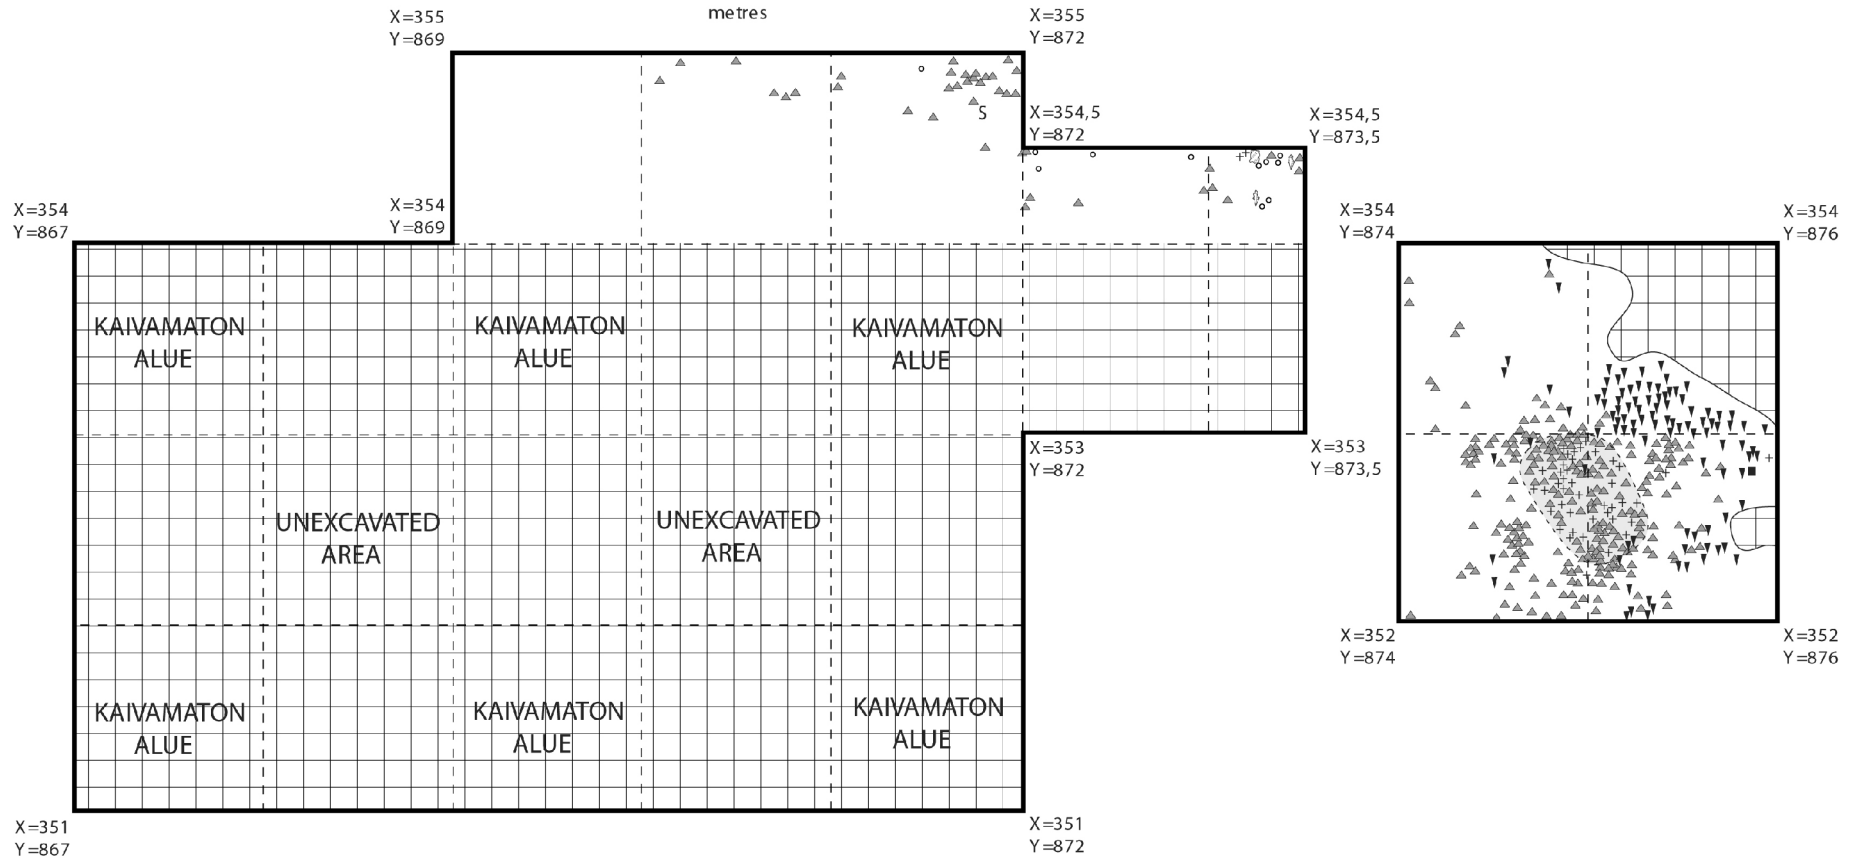 metres
X=355
Y=869
X=355
Y=872
X=354,5
Y=872
X=354,5
Y=873,5
S
X=354
Y=867
X=354
Y=869
X=354
Y=874
X=354
Y=876
KAIVAMATON
ALUE
KAIVAMATON
ALUE
KAIVAMATON
ALUE
X=353
Y=872
X=353
Y=873,5
UNEXCAVATED
AREA
UNEXCAVATED
AREA
X=352
Y=874
X=352
Y=876
KAIVAMATON
ALUE
KAIVAMATON
ALUE
KAIVAMATON
ALUE
X=351
Y=867
X=351
Y=872